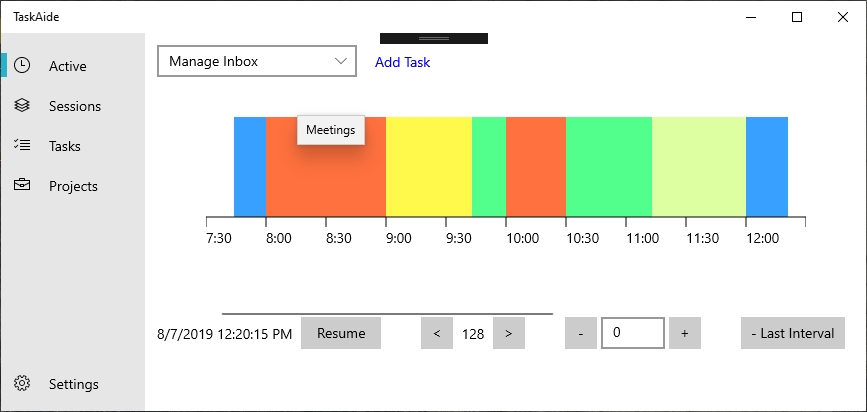 TaskAide
Active
Sessions
Tasks
Projects
Settings
Manage Inbox
Add Task
Meetings
7:30 8:00 8:30 9:00 9:30 10:00 10:30 11:00 11:30 12:00
8/7/2019 12:20:15 PM Resume < 128 > - 0 + - Last Interval